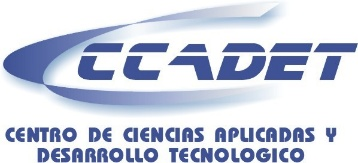 CCADET
CENTRO DE CIENCIAS APLICADAS Y
DESARROLLO TECNOLOGICO